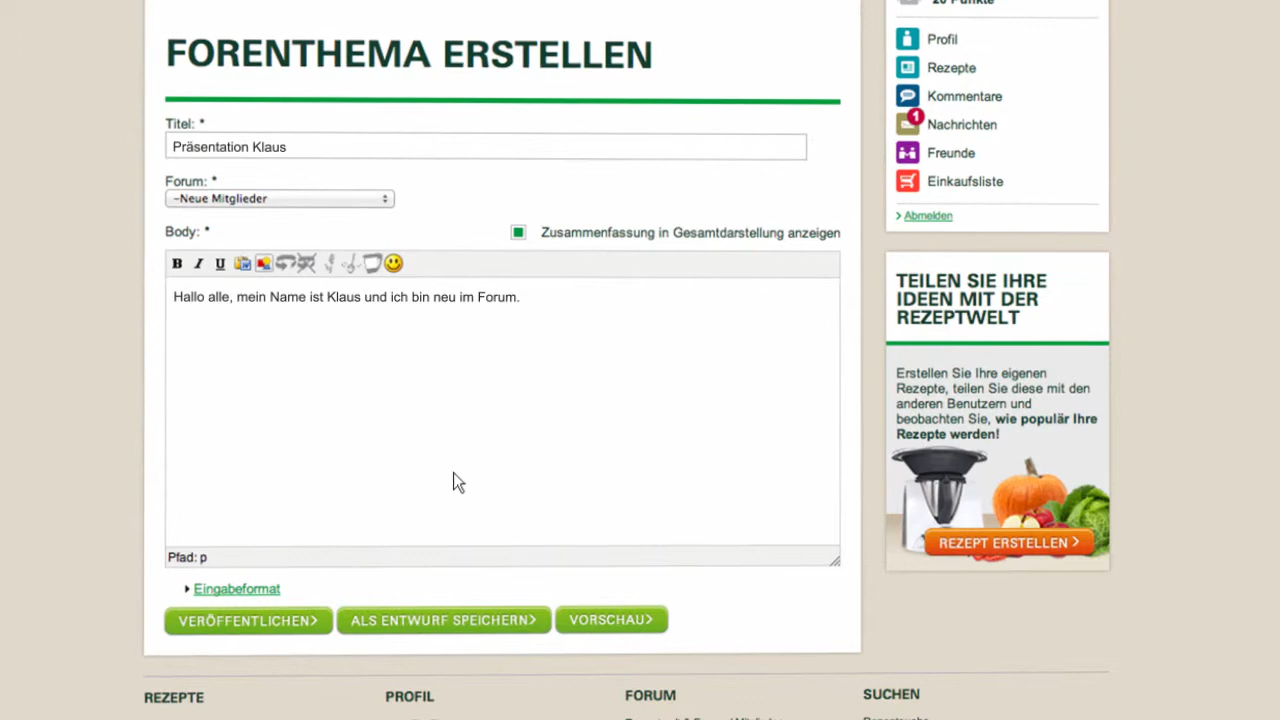 20 Punkte
FORENTHEMA ERSTELLEN
Profil
Rezepte
Kommentare
1
Nachrichten
Freunde
Einkaufsliste
Abmelden
Titel: *
Präsentation Klaus
Forum: *
-Neue Mitglieder
Body: *
Zusammenfassung in Gesamtdarstellung anzeigen
B I U
Hallo alle, mein Name ist Klaus und ich bin neu im Forum.
Pfad: p
Eingabeformat
VERÖFFENTLICHEN>
ALS ENTWURF SPEICHERN>
VORSCHAU>
TEILEN SIE IHRE
IDEEN MIT DER
REZEPTWELT
Erstellen Sie Ihre eigenen
Rezepte, teilen Sie diese mit den
anderen Benutzern und
beobachten Sie, wie populär Ihre
Rezepte werden!
REZEPT ERSTELLEN >
REZEPTE
PROFIL
FORUM
SUCHEN